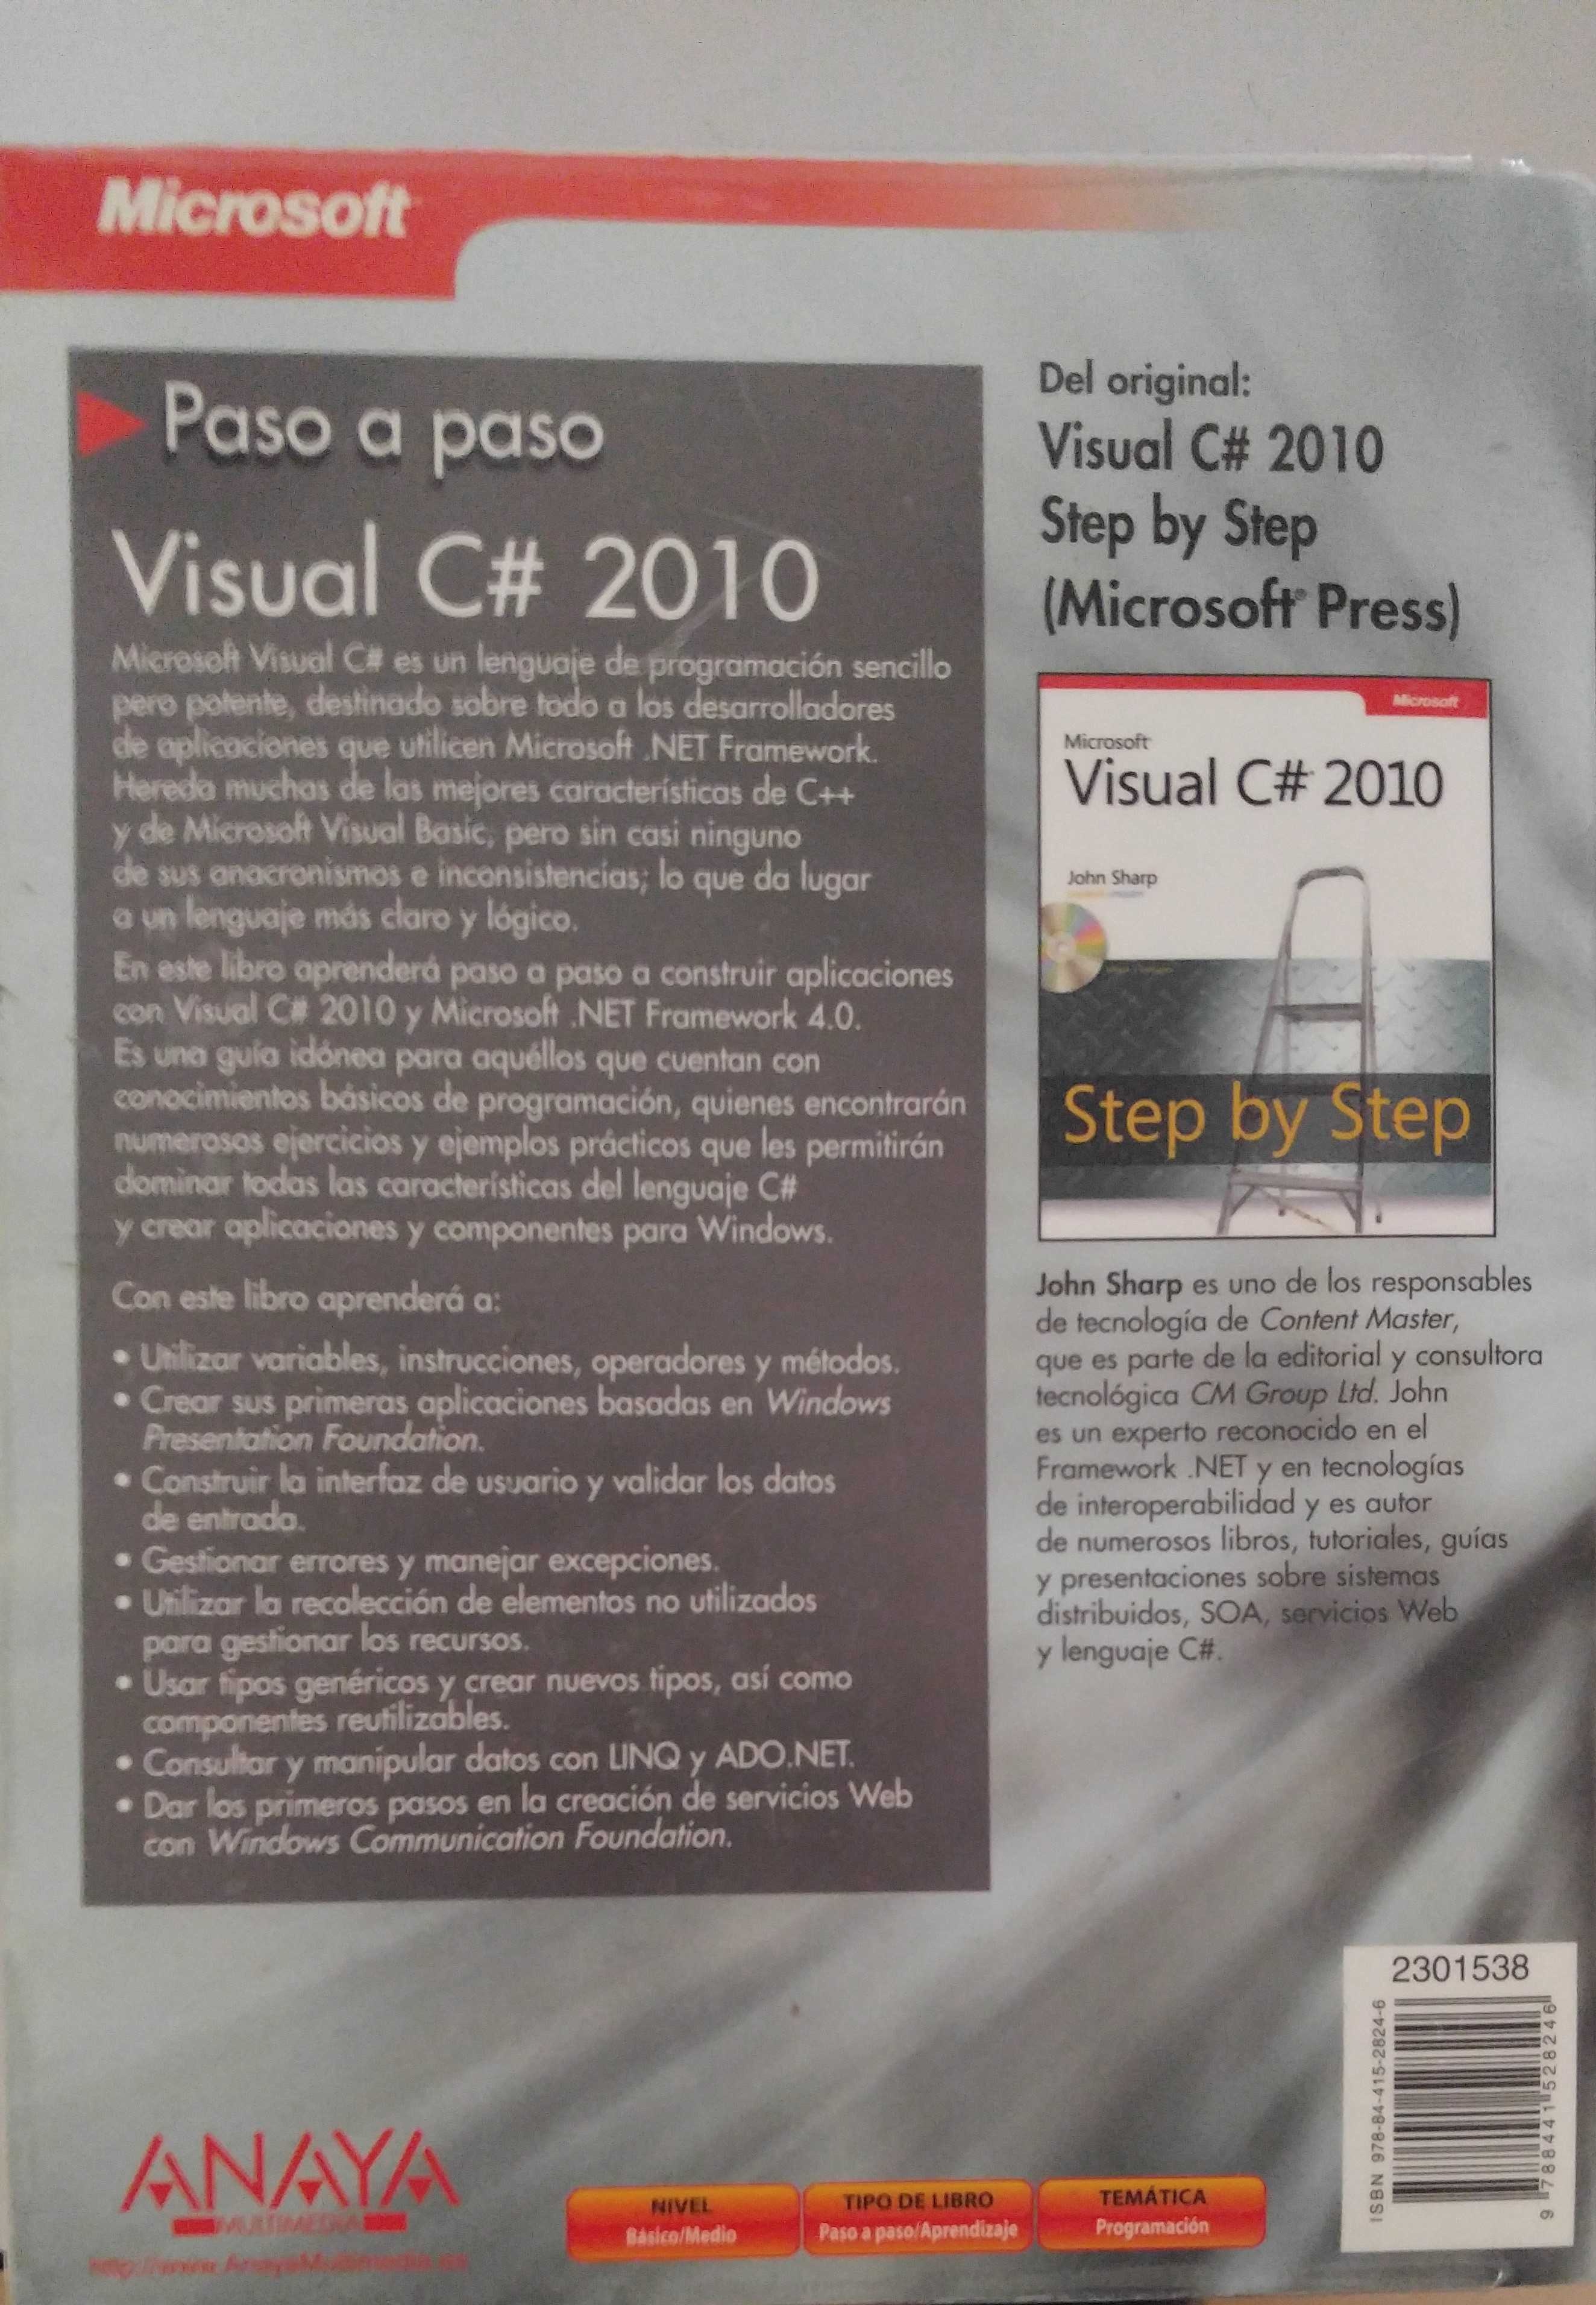 Microsoft
Paso a paso
Visual C# 2010
Microsoft Visual C# es un lenguaje de programación sencillo
pero potente, destinado sobre todo a los desarrolladores
de aplicaciones que utilicen Microsoft .NET Framework.
Hereda muchas de las mejores características de C++
y de Microsoft Visual Basic, pero sin casi ninguno
de sus anacronismos e inconsistencias; lo que da lugar
a un lenguaje más claro y lógico.
En este libro aprenderá paso a paso a construir aplicaciones
con Visual C# 2010 y Microsoft .NET Framework 4.0.
Es una guía idónea para aquéllos que cuentan con
conocimientos básicos de programación, quienes encontrarán
numerosos ejercicios y ejemplos prácticos que les permitirán
dominar todas las características del lenguaje C#
y crear aplicaciones y componentes para Windows.
Con este libro aprenderá a:
• Utilizar variables, instrucciones, operadores y métodos.
• Crear sus primeras aplicaciones basadas en Windows
Presentation Foundation.
• Construir la interfaz de usuario y validar los datos
de entrada.
• Gestionar errores y manejar excepciones.
• Utilizar la recolección de elementos no utilizados
para gestionar los recursos.
• Usar tipos genéricos y crear nuevos tipos, así como
componentes reutilizables.
• Consultar y manipular datos con LINQ y ADO.NET.
• Dar los primeros pasos en la creación de servicios Web
con Windows Communication Foundation.
Del original:
Visual C# 2010
Step by Step
(Microsoft® Press)
Microsoft
Microsoft
Visual C# 2010
John Sharp
Step by Step
John Sharp es uno de los responsables
de tecnología de Content Master,
que es parte de la editorial y consultora
tecnológica CM Group Ltd. John
es un experto reconocido en el
Framework .NET y en tecnologías
de interoperabilidad y es autor
de numerosos libros, tutoriales, guías
y presentaciones sobre sistemas
distribuidos, SOA, servicios Web
y lenguaje C#.
ANAYA
MULTIMEDIA
http://www.AnayaMultimedia.es
NIVEL
Básico/Medio
TIPO DE LIBRO
Paso a paso/Aprendizaje
TEMÁTICA
Programación
2301538
ISBN 978-84-415-2824-6
9 788441 528246